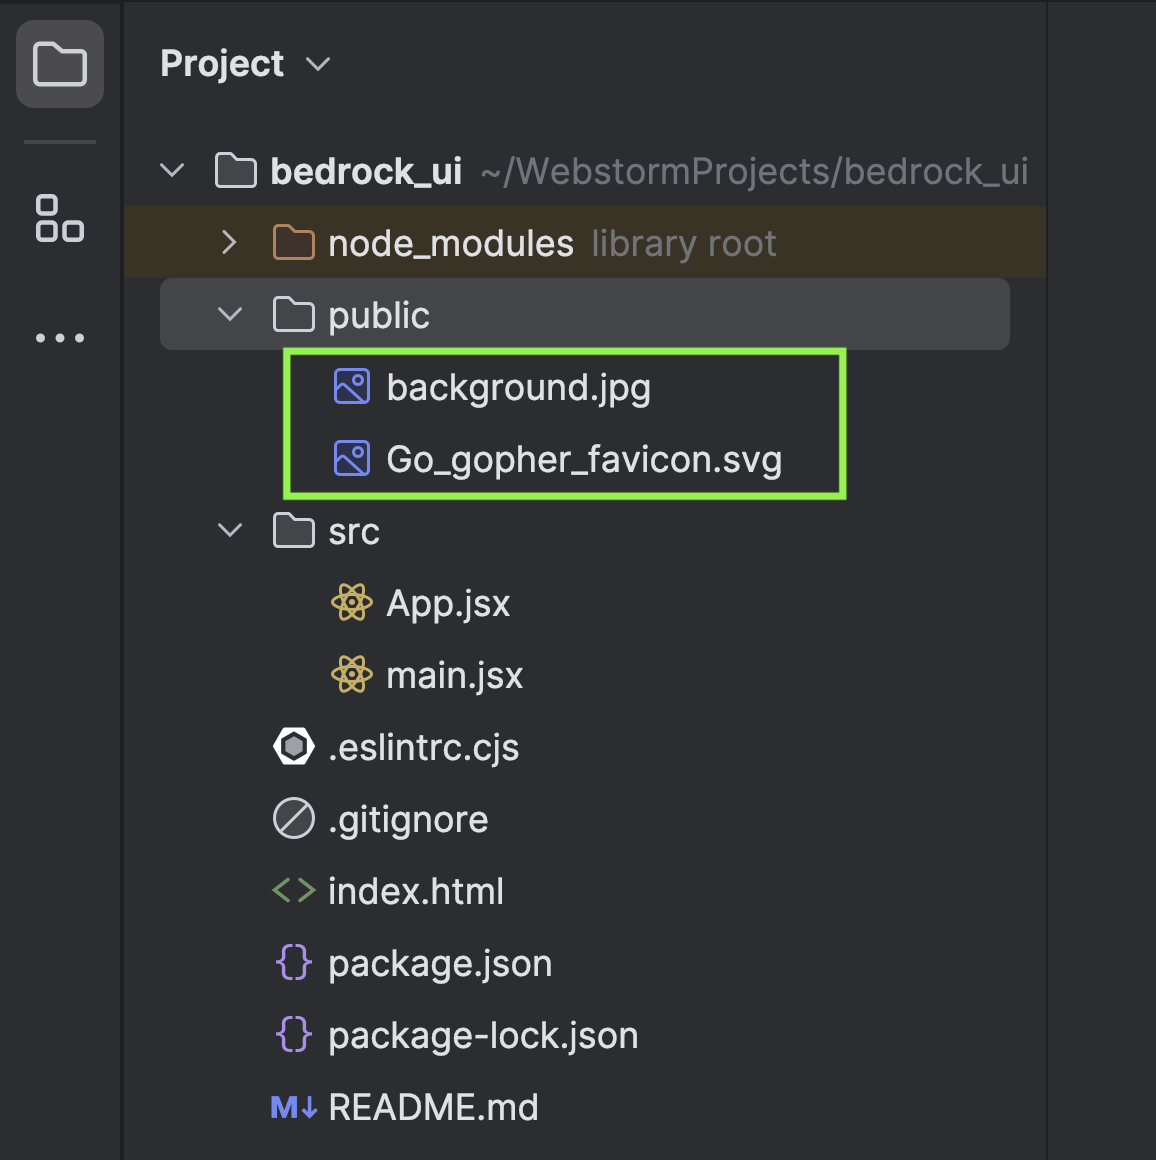 Project
bedrock_ui ~/WebstormProjects/bedrock_ui
node_modules library root
public
background.jpg
Go_gopher_favicon.svg
src
App.jsx
main.jsx
.eslintrc.cjs
.gitignore
index.html
package.json
package-lock.json
M↓ README.md